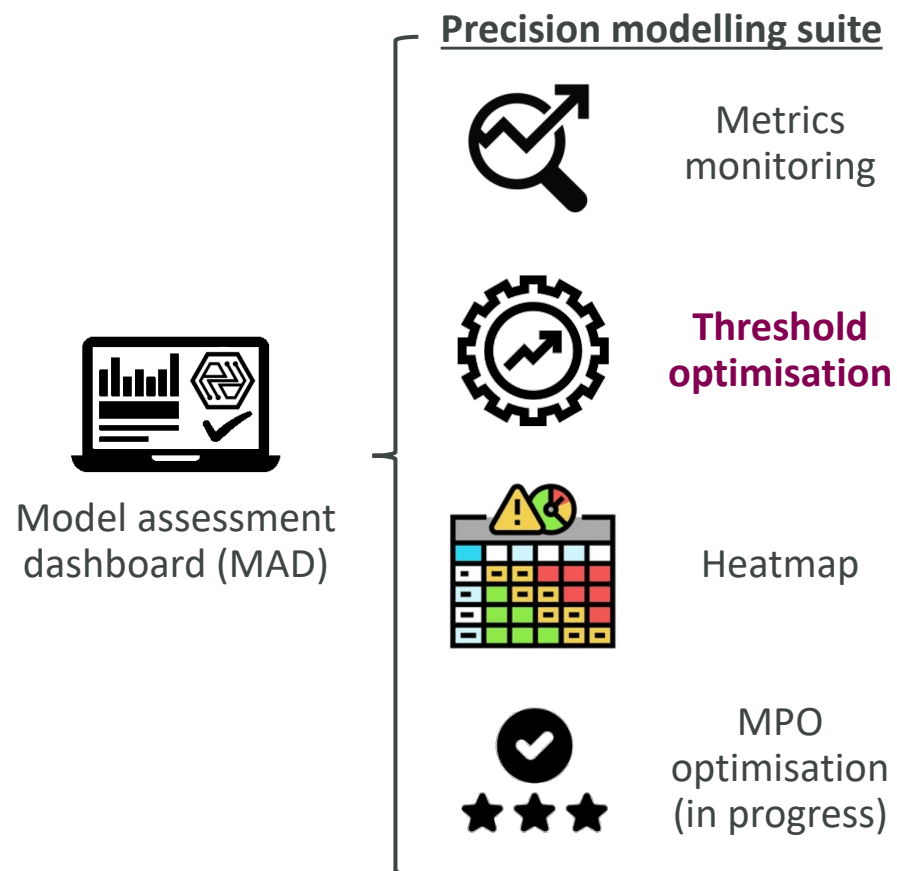 Precision modelling suite
Metrics
monitoring
Threshold
optimisation
Model assessment
dashboard (MAD)
Heatmap
MPO
optimisation
(in progress)